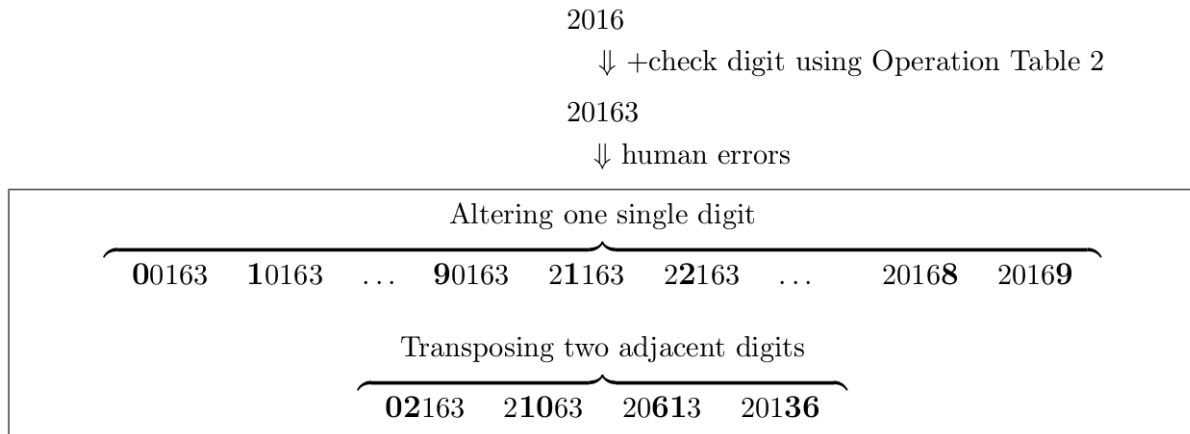 2016
⇓ +check digit using Operation Table 2
20163
⇓ human errors
Altering one single digit
00163 10163 … 90163 21163 22163 … 20168 20169
Transposing two adjacent digits
02163 21063 20613 20136